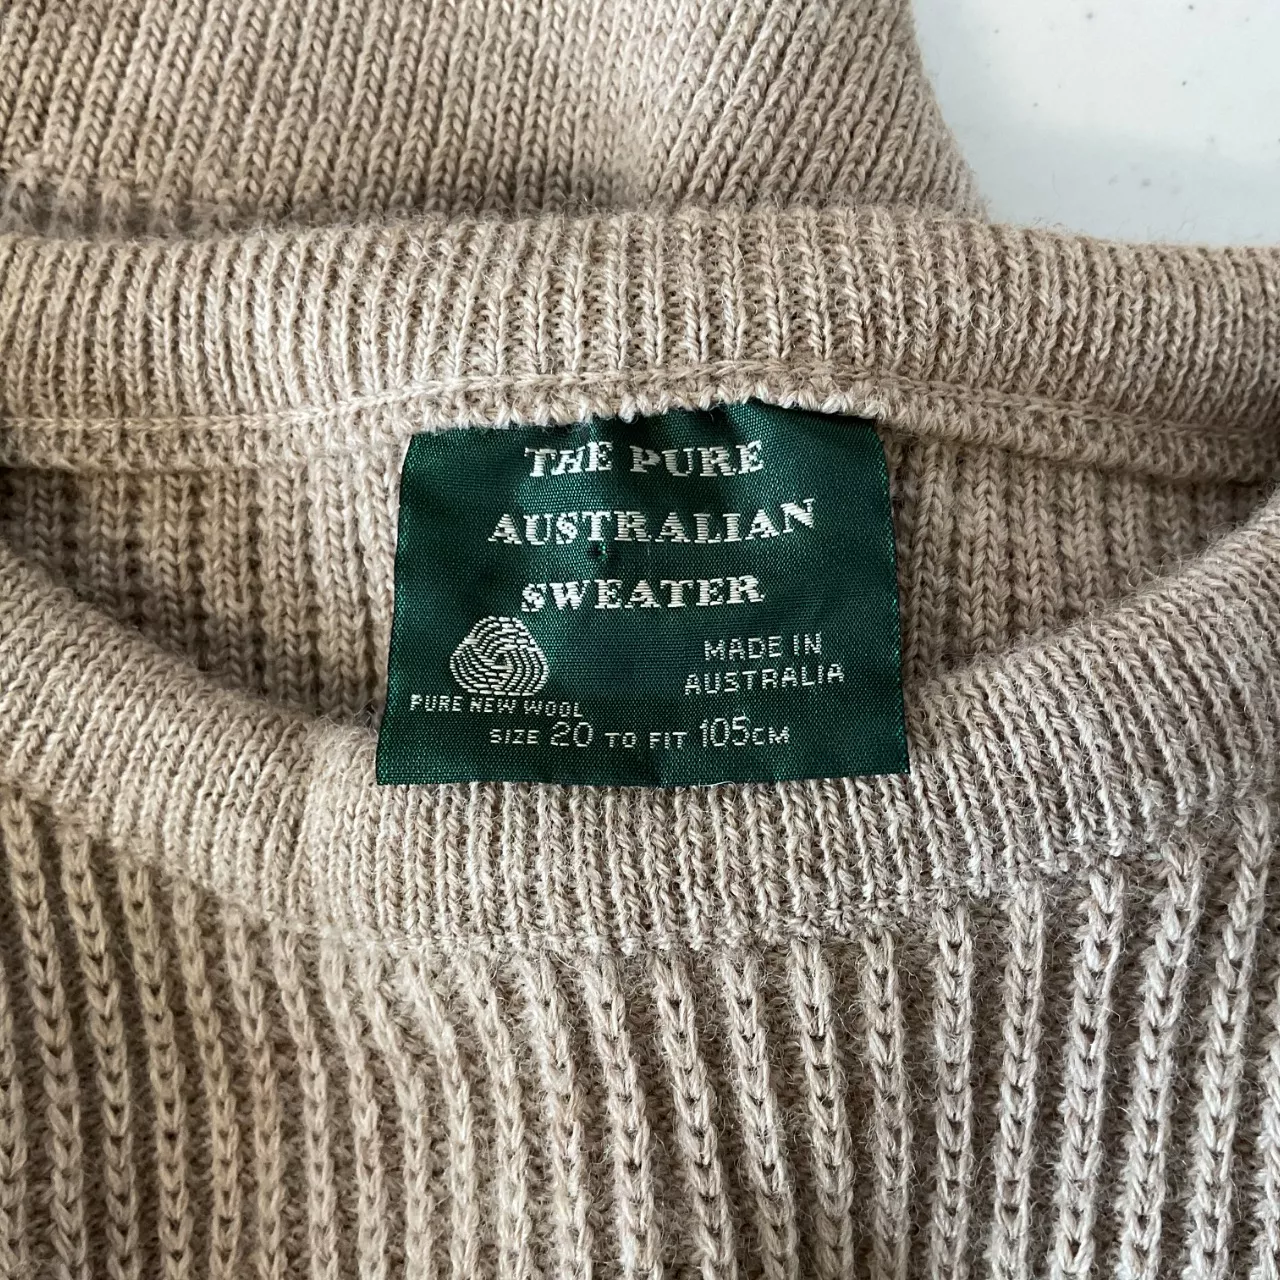 THE PURE
AUSTRALIAN
SWEATER
MADE IN
AUSTRALIA
PURE NEW WOOL
SIZE 20 TO FIT 105CM